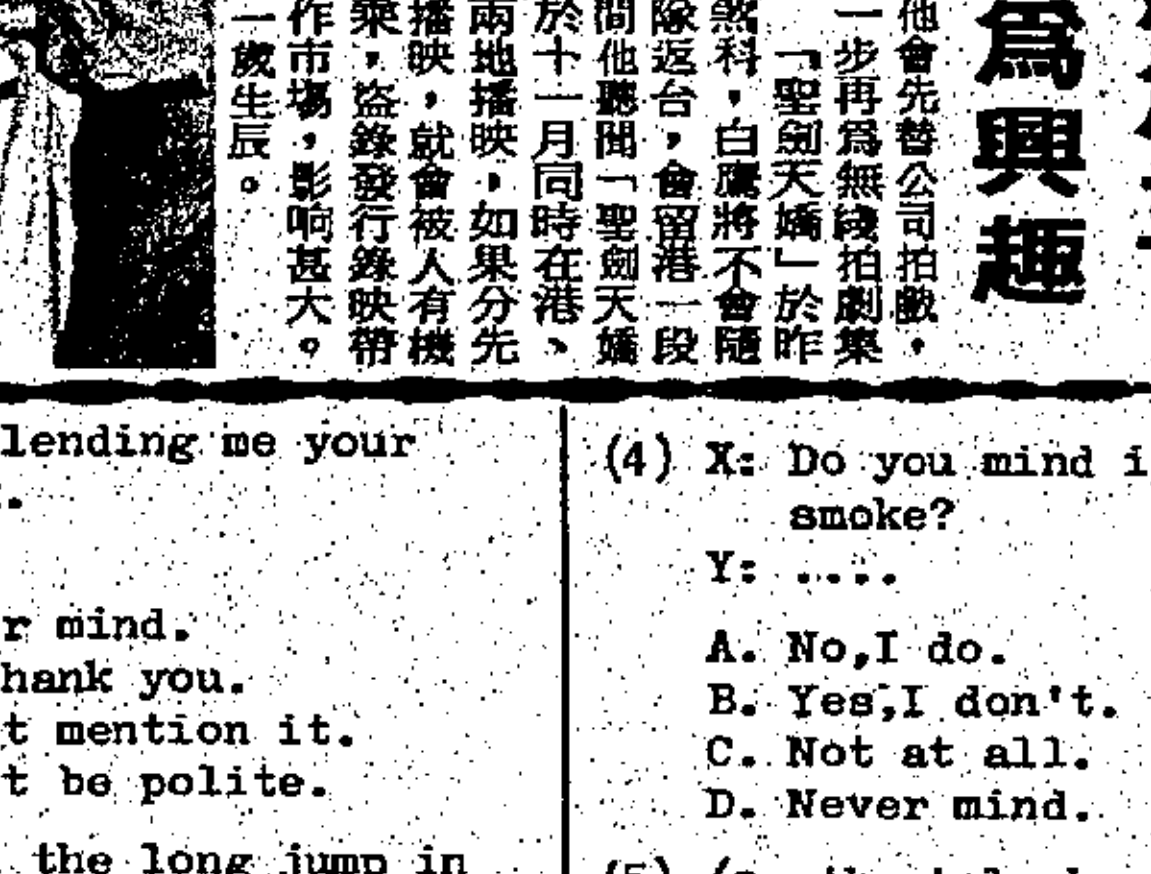 爲興趣
他會先替公司拍戲，
一步再爲無綫拍劇集
「聖劍天嬌」於昨
煞科，白鷹將不會隨
隊返台，會留港一段
間他聽聞「聖劍天嬌
於十一月同時在港、
兩地播映，如果分先
播映，就會被人有機
乘，盜錄發行錄映帶
作市場，影响甚大。
一歲生辰。
lending me your
.
r mind.
hank you.
t mention it.
t be polite.
the long jump in
(4) X: Do you mind i
smoke?
Y: ....
A. No,I do.
B. Yes,I don't.
C. Not at all.
D. Never mind.
(5)